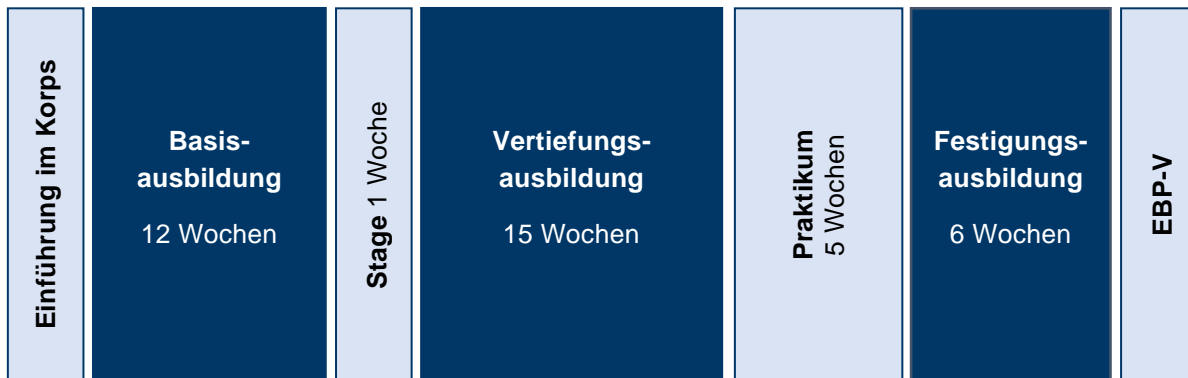 Einführung im Korps
Basis-
ausbildung
12 Wochen
Stage 1 Woche
Vertiefungs-
ausbildung
15 Wochen
Praktikum
5 Wochen
Festigungs-
ausbildung
6 Wochen
EBP-V